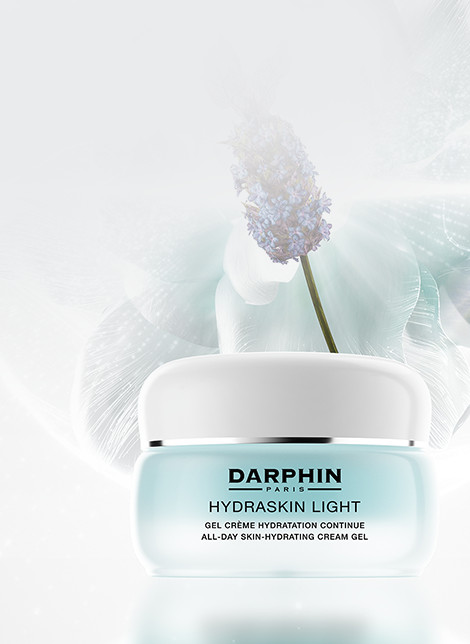 DARPHIN
PARIS
HYDRASKIN LIGHT
GEL CRÈME HYDRATATION CONTINUE
ALL-DAY SKIN-HYDRATING CREAM GEL